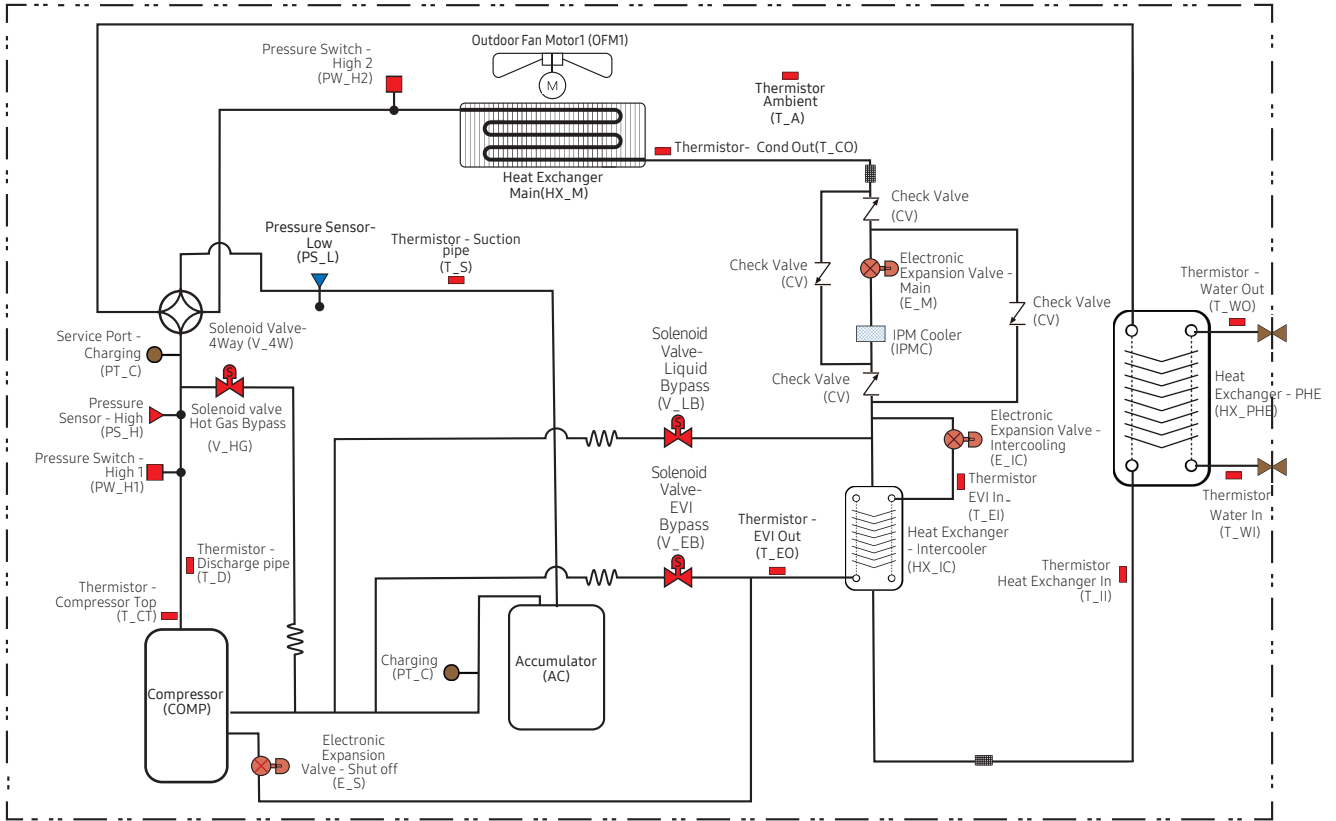 Outdoor Fan Motor1 (OFM1)
M
Pressure Switch -
High 2
(PW_H2)
Thermistor
Ambient
(T_A)
Thermistor- Cond Out(T_CO)
Heat Exchanger
Main(HX_M)
Check Valve
(CV)
Pressure Sensor-
Low
(PS_L)
Thermistor - Suction
pipe
(T_S)
Check Valve
(CV)
Electronic
Expansion Valve -
Main
(E_M)
Check Valve
(CV)
Thermistor -
Water Out
(T_WO)
Service Port -
Charging
(PT_C)
Solenoid Valve-
4Way (V_4W)
IPM Cooler
(IPMC)
Solenoid
Valve-
Liquid
Bypass
(V_LB)
S
Check Valve
(CV)
Heat
Exchanger - PHE
(HX_PHE)
S
Solenoid valve
Hot Gas Bypass
(V_HG)
Pressure
Sensor - High
(PS_H)
Electronic
Expansion Valve -
Intercooling
(E_IC)
Pressure Switch -
High 1
(PW_H1)
Solenoid
Valve-
EVI
Bypass
(V_EB)
S
Thermistor
EVI In-
(T_EI)
Thermistor
Water In
(T_WI)
Thermistor -
EVI Out
(T_EO)
Heat Exchanger
- Intercooler
(HX_IC)
Thermistor -
Discharge pipe
(T_D)
Thermistor
Heat Exchanger In
(T_II)
Thermistor -
Compressor Top
(T_CT)
Charging
(PT_C)
Accumulator
(AC)
Compressor
(COMP)
Electronic
Expansion
Valve - Shut off
(E_S)